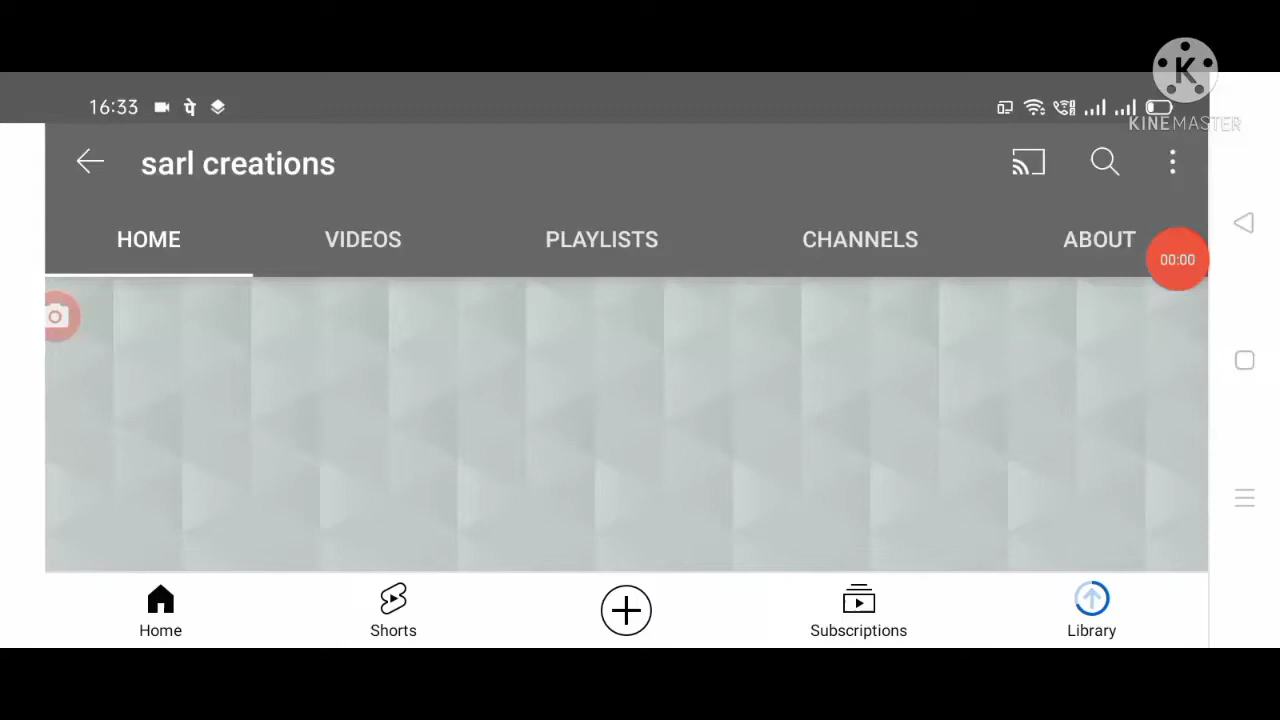 16:33
KINEMASTER
sarl creations
HOME VIDEOS PLAYLISTS CHANNELS ABOUT
00:00
Home Shorts Subscriptions Library